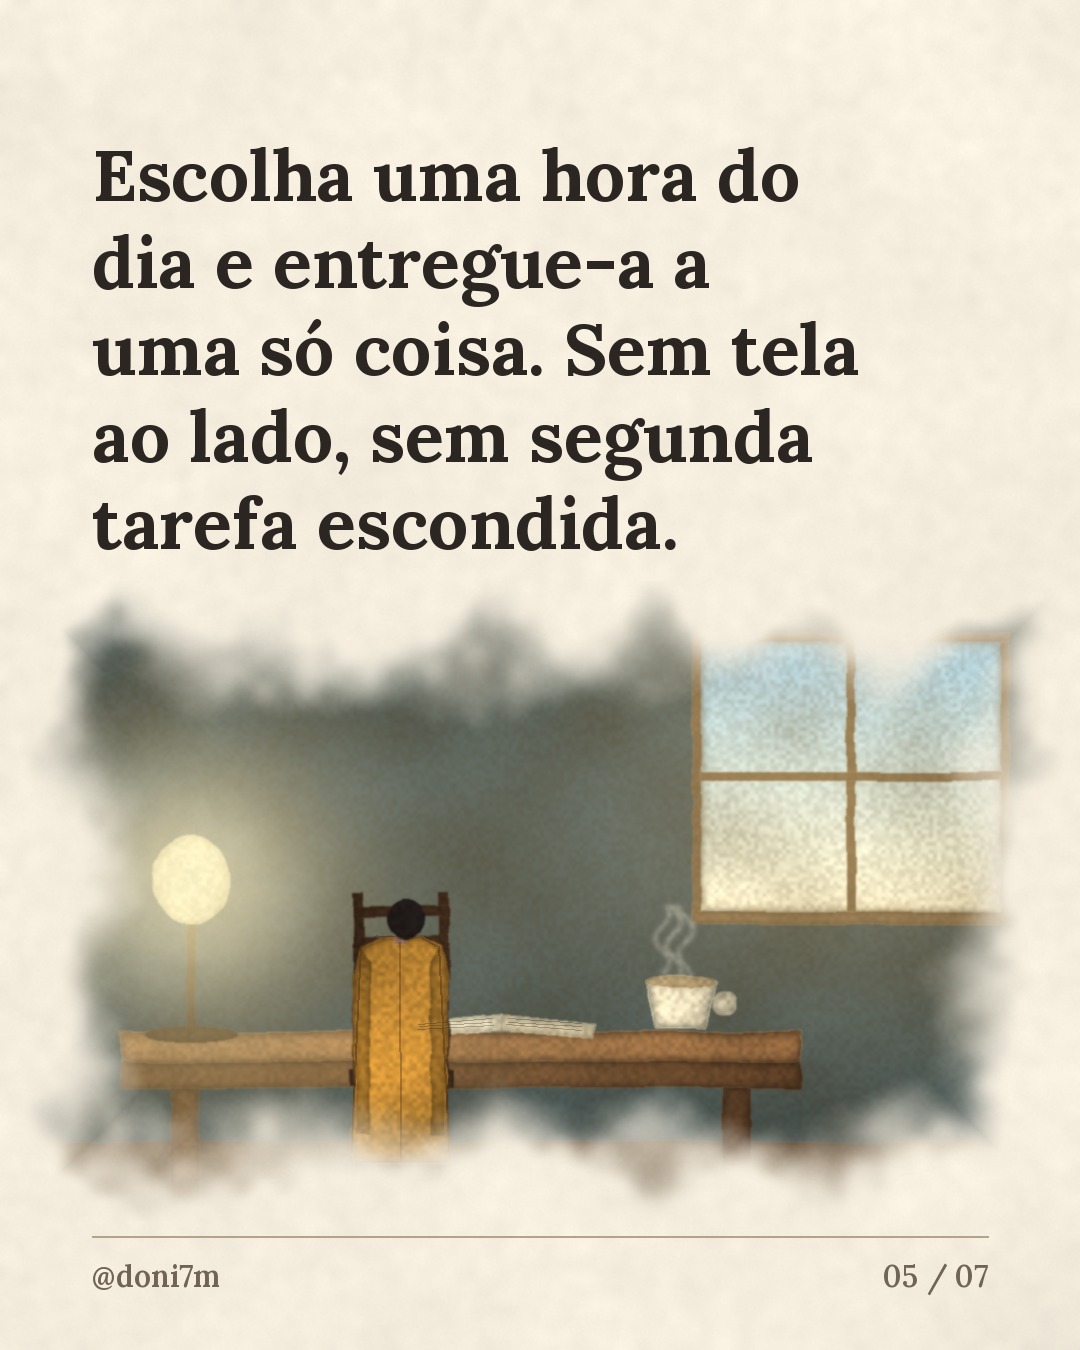 Escolha uma hora do
dia e entregue-a a
uma só coisa. Sem tela
ao lado, sem segunda
tarefa escondida.
@doni7m
05 / 07